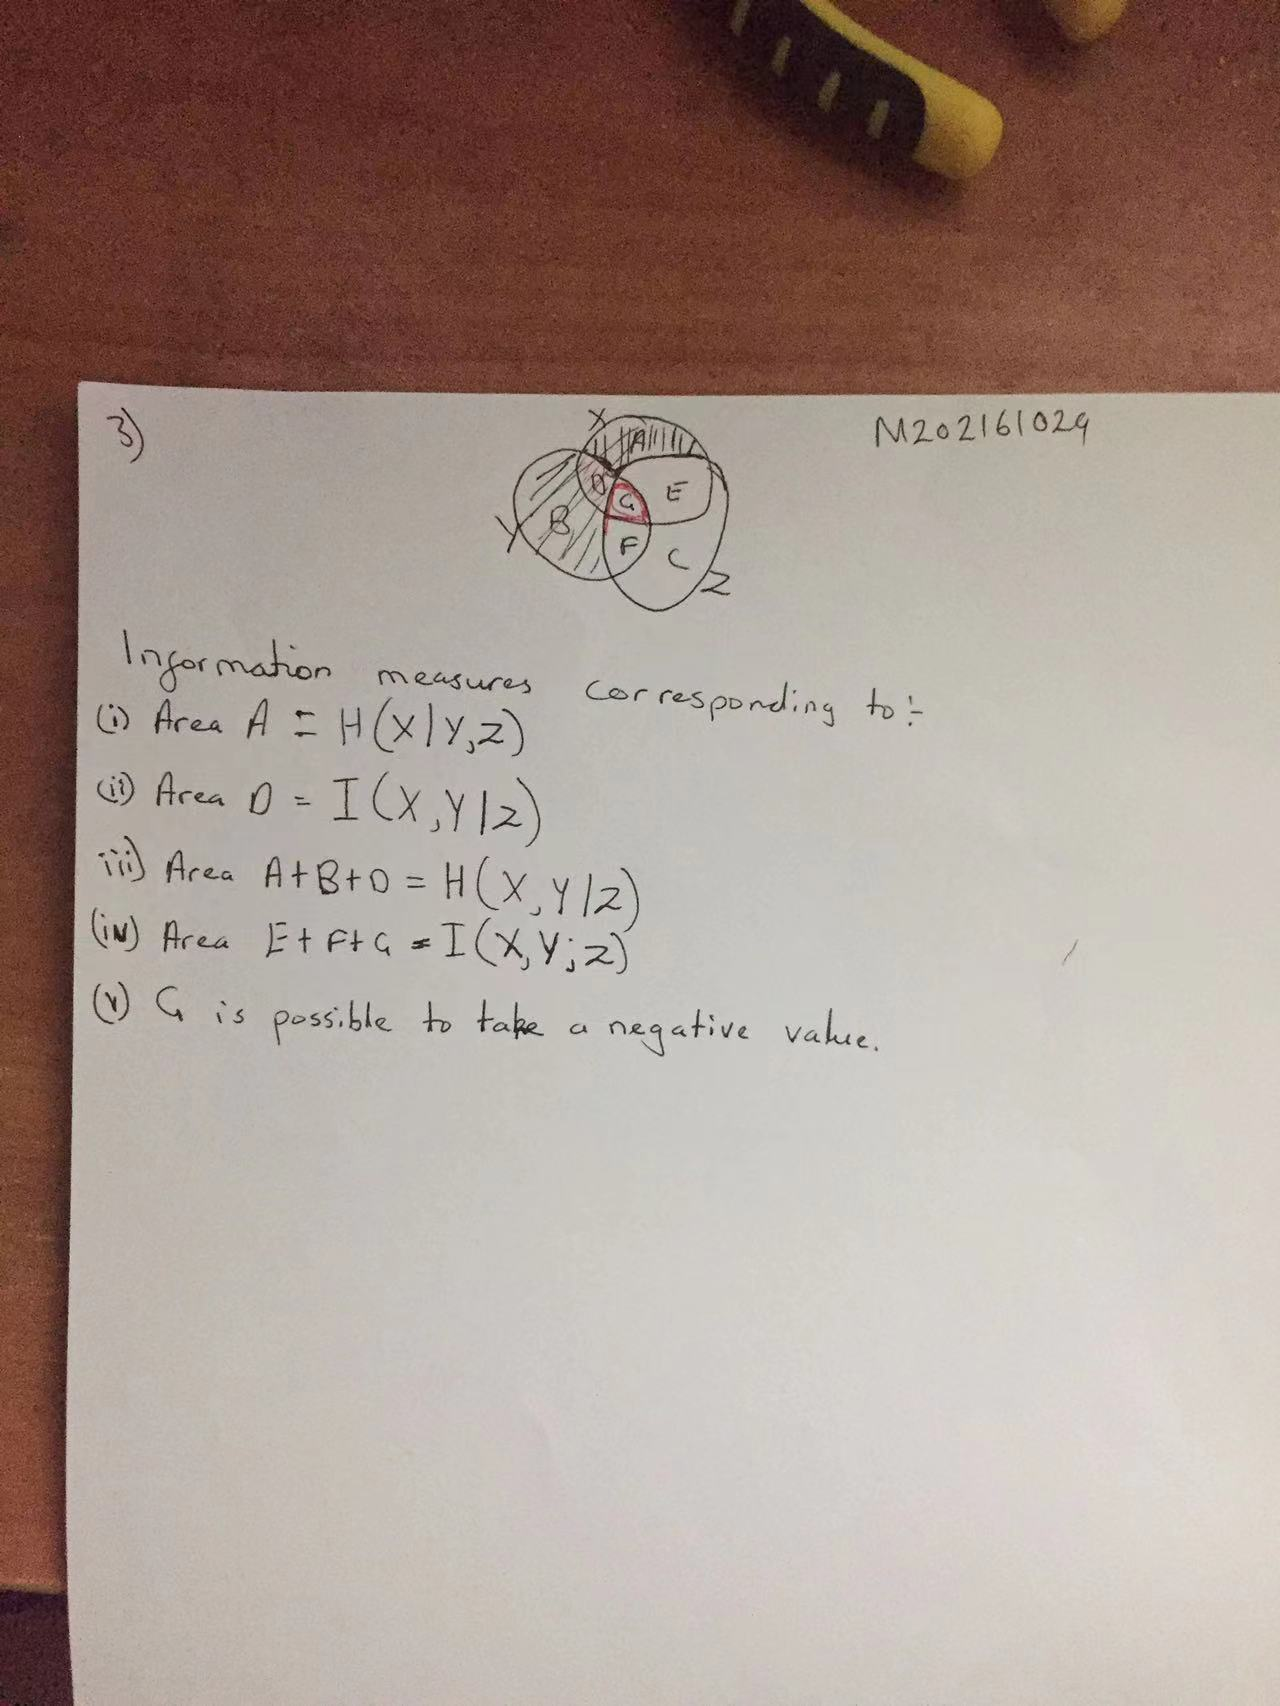 3)
M202161029
X
A
D
E
G
B
Y
F
C
Z
Information measures corresponding to :-
(i) Area A = H(X|Y,Z)
(ii) Area D = I(X,Y|Z)
iii) Area A+B+D = H(X,Y|Z)
(iv) Area E+F+G = I(X,Y;Z)
(v) G is possible to take a negative value.